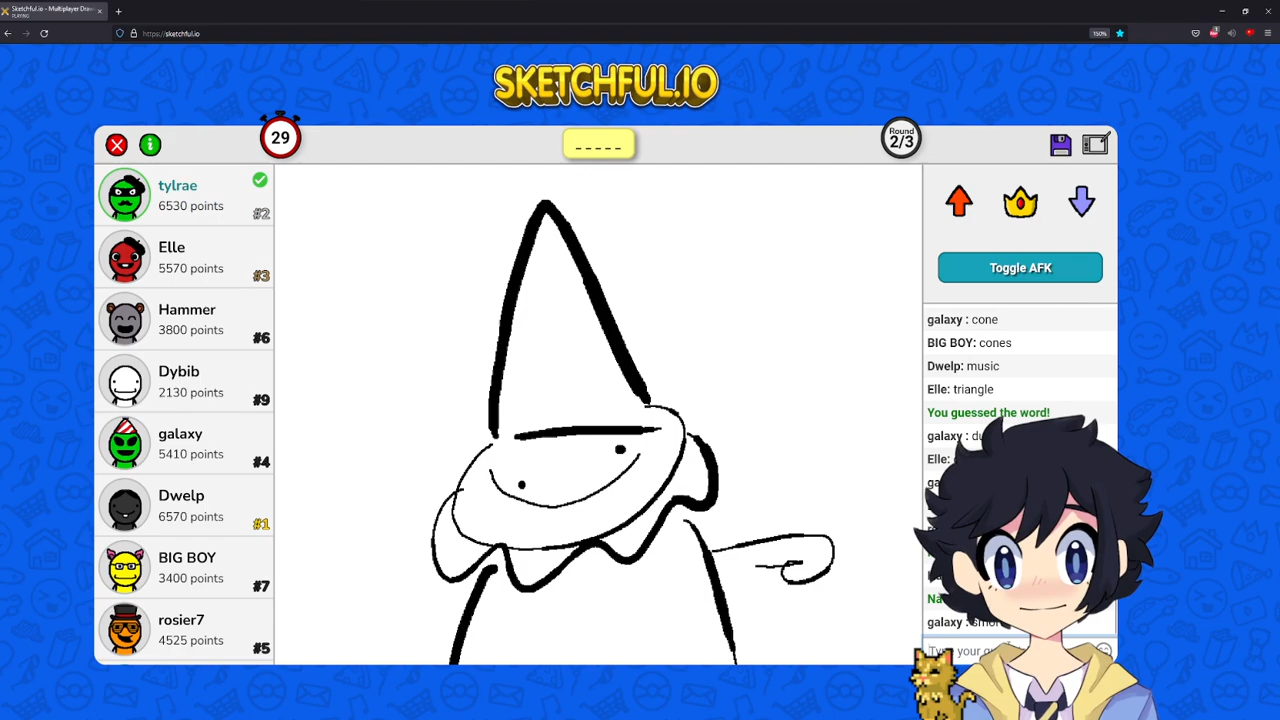 Sketchful.io - Multiplayer Draw
PLAYING
https://sketchful.io
150%
SKETCHFUL.IO
29
_ _ _ _ _
Round
2/3
tylrae
6530 points
#2
Elle
5570 points
#3
Hammer
3800 points
#6
Dybib
2130 points
#9
galaxy
5410 points
#4
Dwelp
6570 points
#1
BIG BOY
3400 points
#7
rosier7
4525 points
#5
Toggle AFK
galaxy : cone
BIG BOY: cones
Dwelp: music
Elle: triangle
You guessed the word!
galaxy :
Elle:
galaxy :
Type your